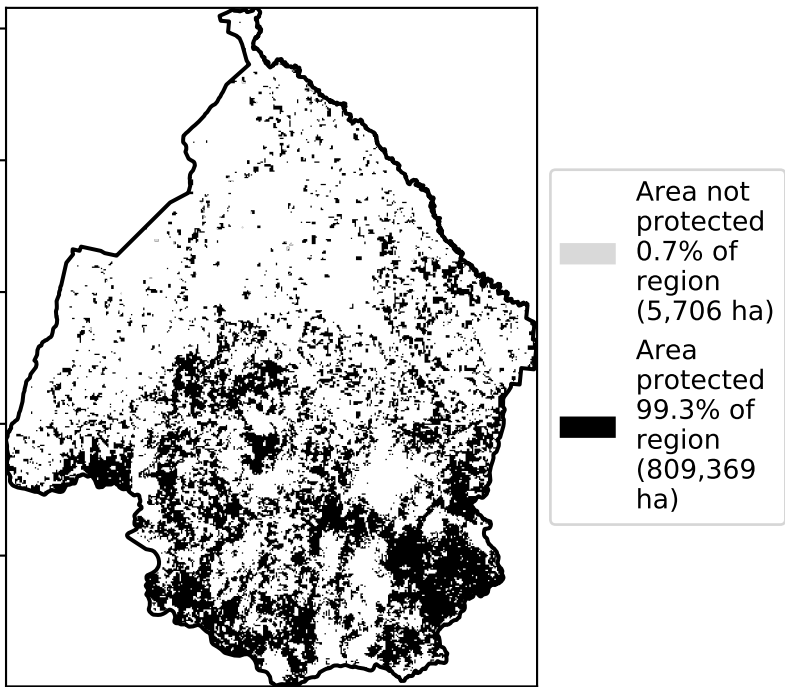 Area not
protected
0.7% of
region
(5,706 ha)
Area
protected
99.3% of
region
(809,369
ha)